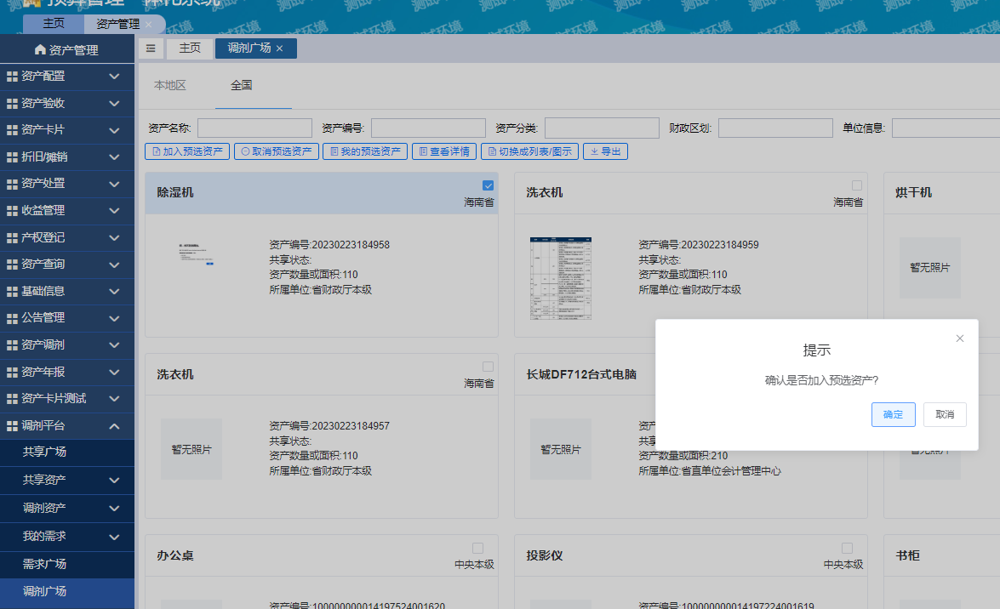 预算管理一体化系统
主页 资产管理 ×
资产管理
主页 调剂广场 ×
资产配置
资产验收
资产卡片
折旧/摊销
资产处置
收益管理
产权登记
资产查询
基础信息
公告管理
资产调剂
资产年报
资产卡片测试
调剂平台
共享广场
共享资产
调剂资产
我的需求
需求广场
调剂广场
本地区 全国
资产名称: 资产编号: 资产分类: 财政区划: 单位信息:
加入预选资产 取消预选资产 我的预选资产 查看详情 切换成列表/图示 导出
除湿机
海南省
资产编号:20230223184958
共享状态:
资产数量或面积:110
所属单位:省财政厅本级
洗衣机
海南省
资产编号:20230223184959
共享状态:
资产数量或面积:110
所属单位:省财政厅本级
烘干机
暂无照片
洗衣机
海南省
暂无照片
资产编号:20230223184957
共享状态:
资产数量或面积:110
所属单位:省财政厅本级
长城DF712台式电脑
暂无照片
资产数量或面积:210
所属单位:省直单位会计管理中心
暂无照片
提示
确认是否加入预选资产?
确定 取消
办公桌
中央本级
资产编号:100000000014197524001620
投影仪
中央本级
资产编号:100000000014197224001619
书柜
测试环境